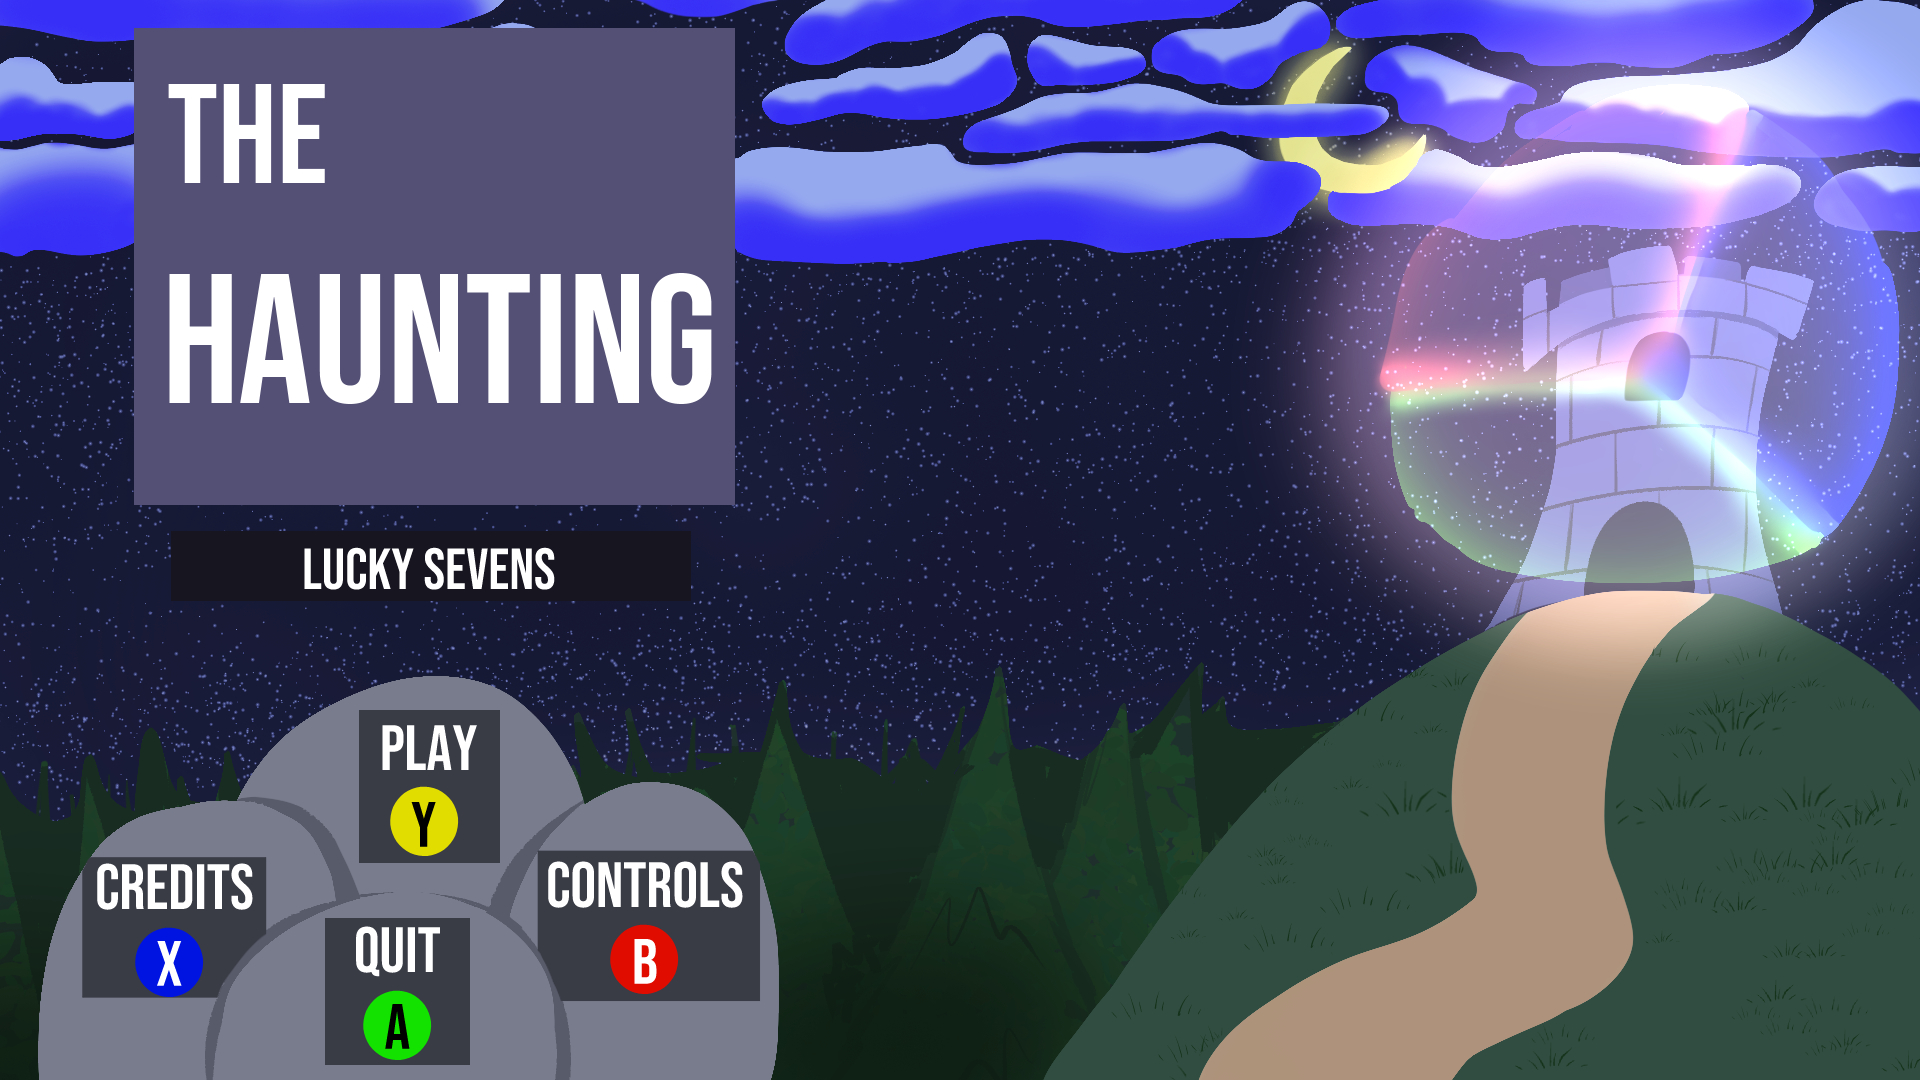 THE
HAUNTING
LUCKY SEVENS
PLAY
Y
CREDITS
X
CONTROLS
B
QUIT
A